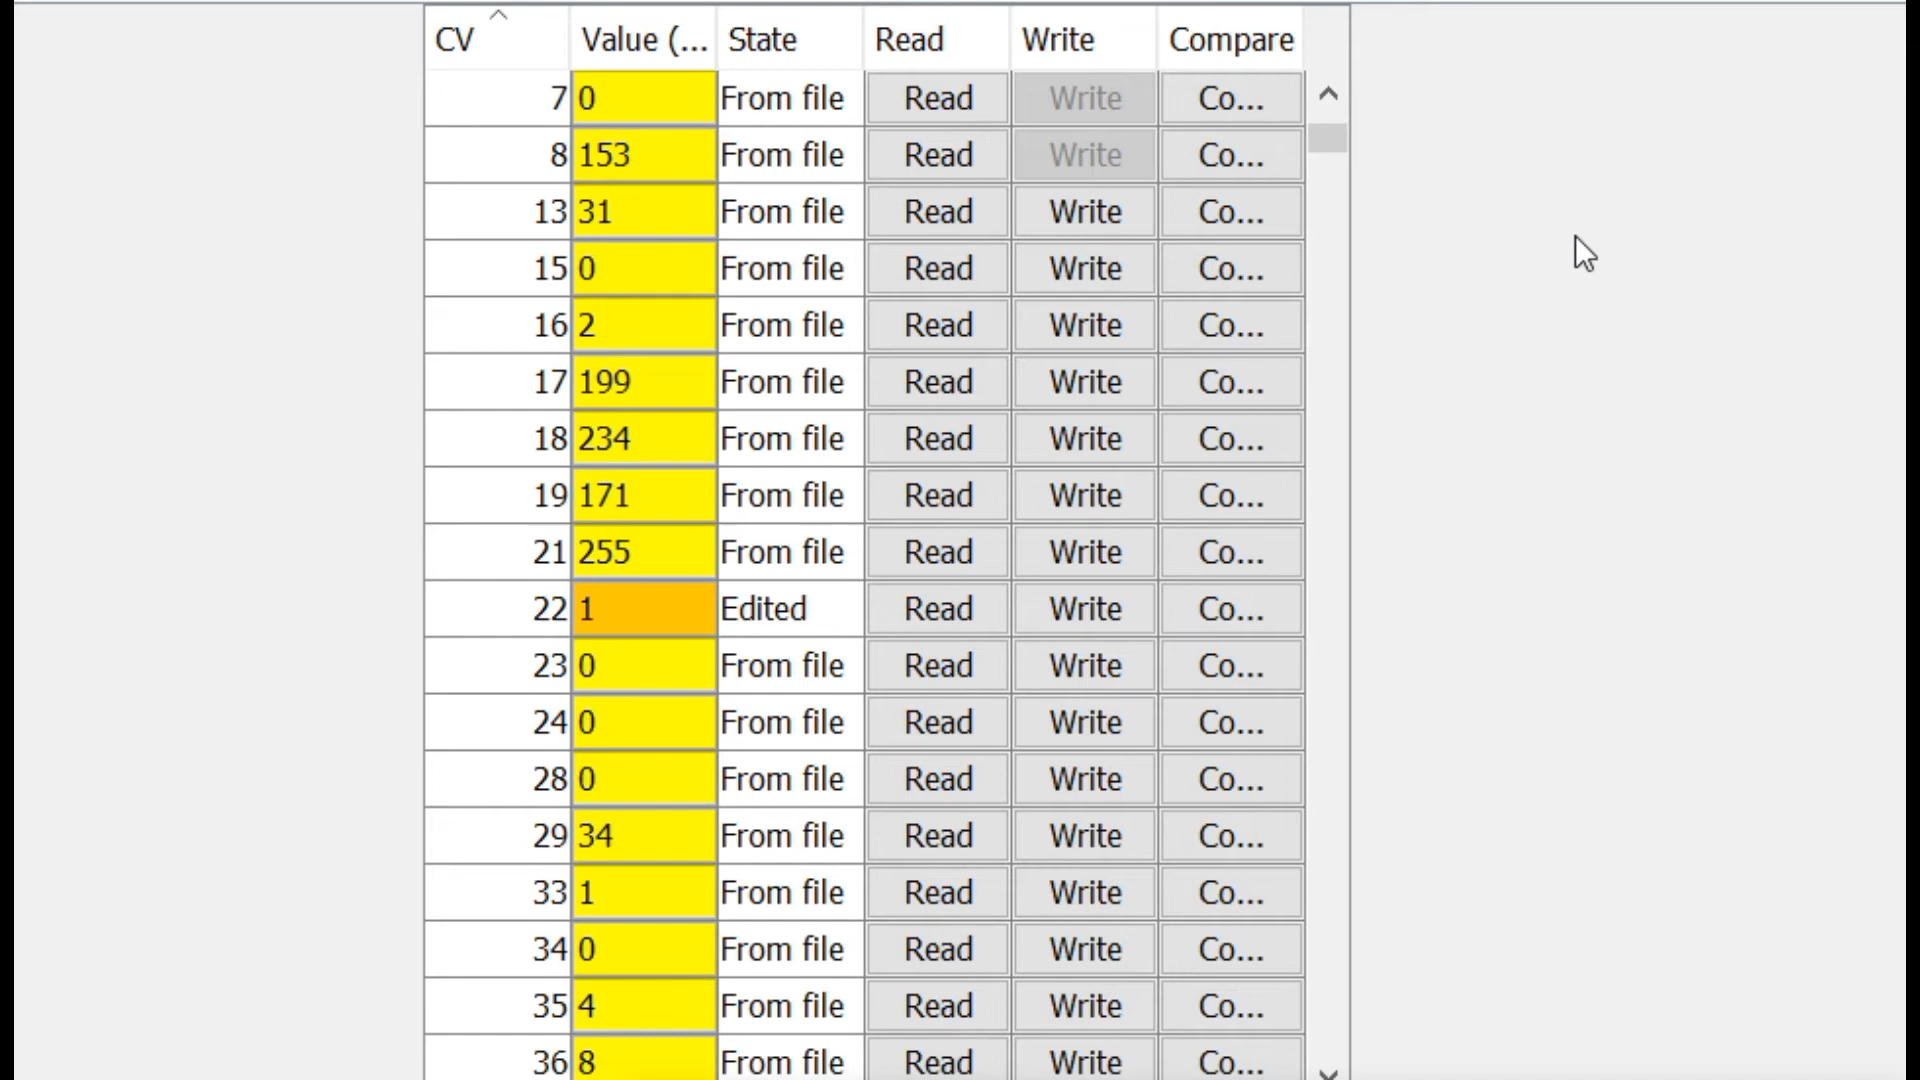 CV Value (... State Read Write Compare
7 0 From file Read Write Co...
8 153 From file Read Write Co...
13 31 From file Read Write Co...
15 0 From file Read Write Co...
16 2 From file Read Write Co...
17 199 From file Read Write Co...
18 234 From file Read Write Co...
19 171 From file Read Write Co...
21 255 From file Read Write Co...
22 1 Edited Read Write Co...
23 0 From file Read Write Co...
24 0 From file Read Write Co...
28 0 From file Read Write Co...
29 34 From file Read Write Co...
33 1 From file Read Write Co...
34 0 From file Read Write Co...
35 4 From file Read Write Co...
36 8 From file Read Write Co...